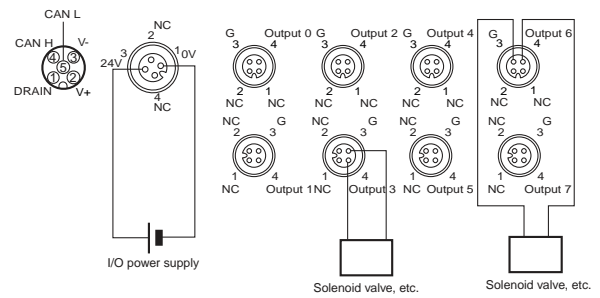 CAN L
CAN H
V-
4
3
5
1
2
DRAIN
V+
NC
2
3
24V
1
0V
4
NC
I/O power supply
G
Output 0
3
4
2
1
NC
NC
G
Output 2
3
4
2
1
NC
NC
G
Output 4
3
4
2
1
NC
NC
G
Output 6
3
4
2
1
NC
NC
NC
G
2
3
1
4
NC
Output 1
NC
G
2
3
1
4
NC
Output 3
NC
G
2
3
1
4
NC
Output 5
NC
G
2
3
1
4
NC
Output 7
Solenoid valve, etc.
Solenoid valve, etc.